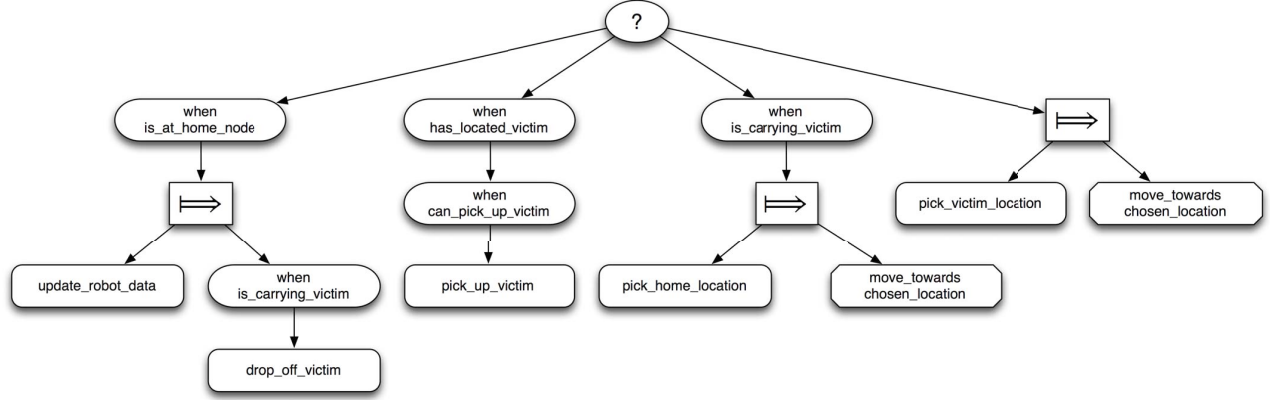 ?
when
is_at_home_node
when
has_located_victim
when
is_carrying_victim
when
can_pick_up_victim
pick_victim_location
move_towards
chosen_location
update_robot_data
when
is_carrying_victim
pick_up_victim
pick_home_location
move_towards
chosen_location
drop_off_victim